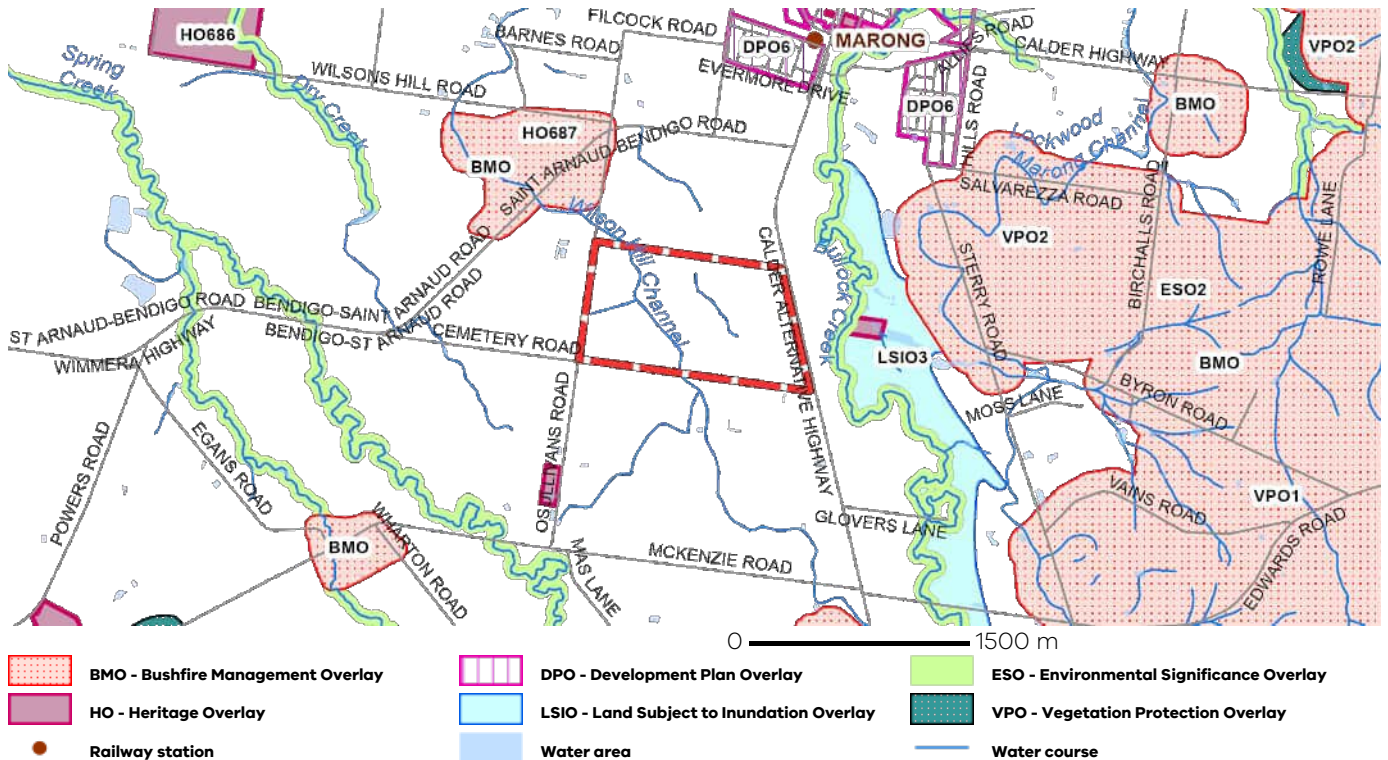 HO686
FILCOCK ROAD
BARNES ROAD
DPO6
MARONG
ALLIES ROAD
CALDER HIGHWAY
VPO2
Spring
Creek
WILSONS HILL ROAD
Dry Creek
EVERMORE DRIVE
DPO6
HILLS ROAD
BMO
HO687
BMO
SAINT ARNAUD-BENDIGO ROAD
Lockwood
Marong Channel
SALVAREZZA ROAD
VPO2
BIRCHALLS ROAD
ROWE LANE
Wilson Hill Channel
CALDER ALTERNATIVE HIGHWAY
Bullock Creek
STERRY ROAD
ESO2
ST ARNAUD-BENDIGO ROAD
BENDIGO-SAINT ARNAUD ROAD
BENDIGO-ST ARNAUD ROAD
WIMMERA HIGHWAY
CEMETERY ROAD
LSIO3
BMO
BYRON ROAD
MOSS LANE
POWERS ROAD
EGANS ROAD
OSULLIVANS ROAD
VAINS ROAD
VPO1
EDWARDS ROAD
GLOVERS LANE
BMO
WHARTON ROAD
MAS LANE
MCKENZIE ROAD
0 1500 m
BMO - Bushfire Management Overlay
DPO - Development Plan Overlay
ESO - Environmental Significance Overlay
HO - Heritage Overlay
LSIO - Land Subject to Inundation Overlay
VPO - Vegetation Protection Overlay
Railway station
Water area
Water course